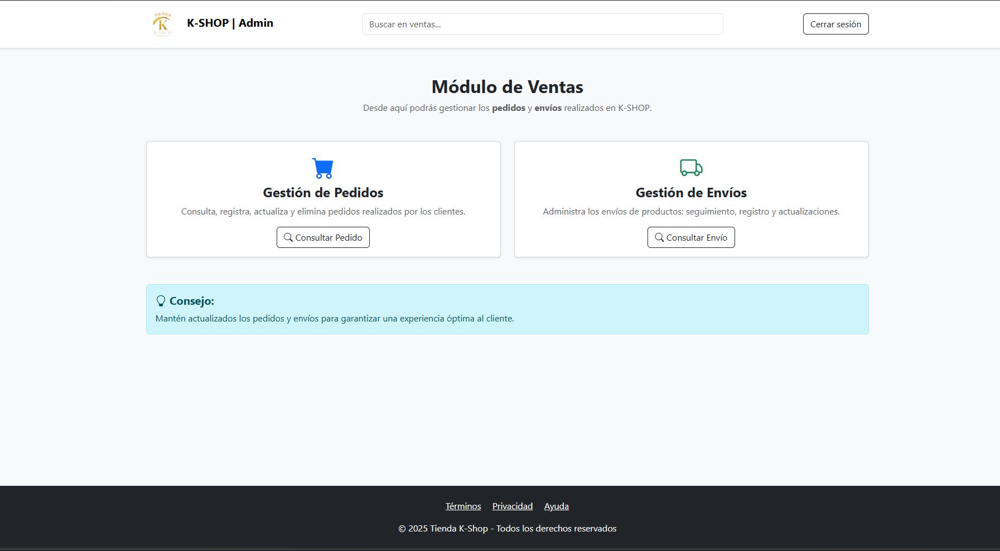 TIENDA
K
K-SHOP
K-SHOP | Admin
Buscar en ventas...
Cerrar sesión
Módulo de Ventas
Desde aquí podrás gestionar los pedidos y envíos realizados en K-SHOP.
Gestión de Pedidos
Consulta, registra, actualiza y elimina pedidos realizados por los clientes.
Consultar Pedido
Gestión de Envíos
Administra los envíos de productos: seguimiento, registro y actualizaciones.
Consultar Envío
Consejo:
Mantén actualizados los pedidos y envíos para garantizar una experiencia óptima al cliente.
Términos Privacidad Ayuda
© 2025 Tienda K-Shop - Todos los derechos reservados